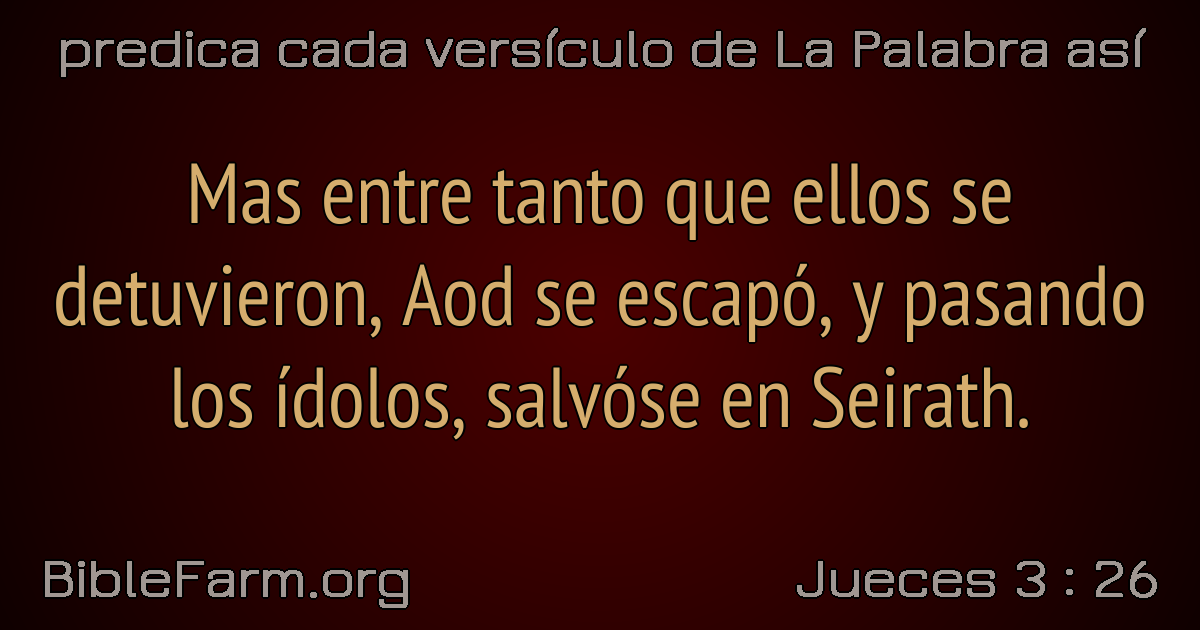 predica cada versículo de La Palabra así
Mas entre tanto que ellos se
detuvieron, Aod se escapó, y pasando
los ídolos, salvóse en Seirath.
BibleFarm.org
Jueces 3 : 26